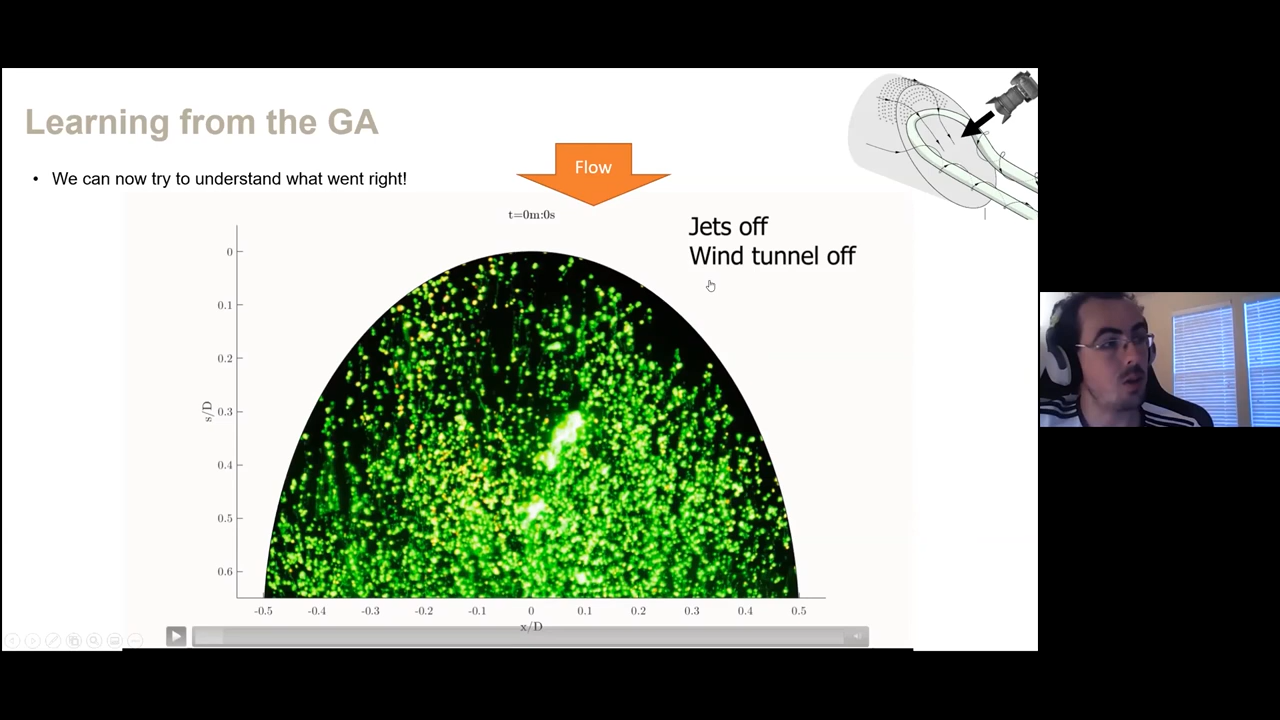 Learning from the GA
• We can now try to understand what went right!
Flow
t=0m:0s
Jets off
Wind tunnel off
0
0.1
0.2
0.3
0.4
0.5
0.6
s/D
-0.5 -0.4 -0.3 -0.2 -0.1 0 0.1 0.2 0.3 0.4 0.5
x/D